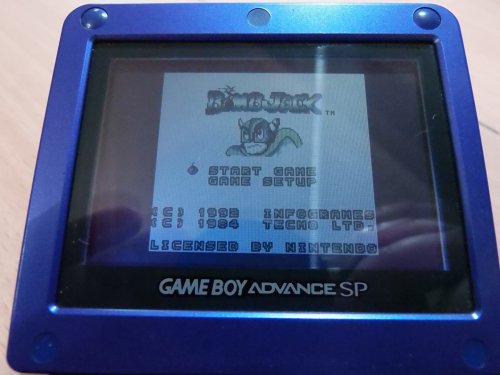 BOMB JACK TM
START GAME
GAME SETUP
(C) 1992 INFOGRAMES
(C) 1984 TECMO LTD.
LICENSED BY NINTENDO
GAME BOY ADVANCE SP